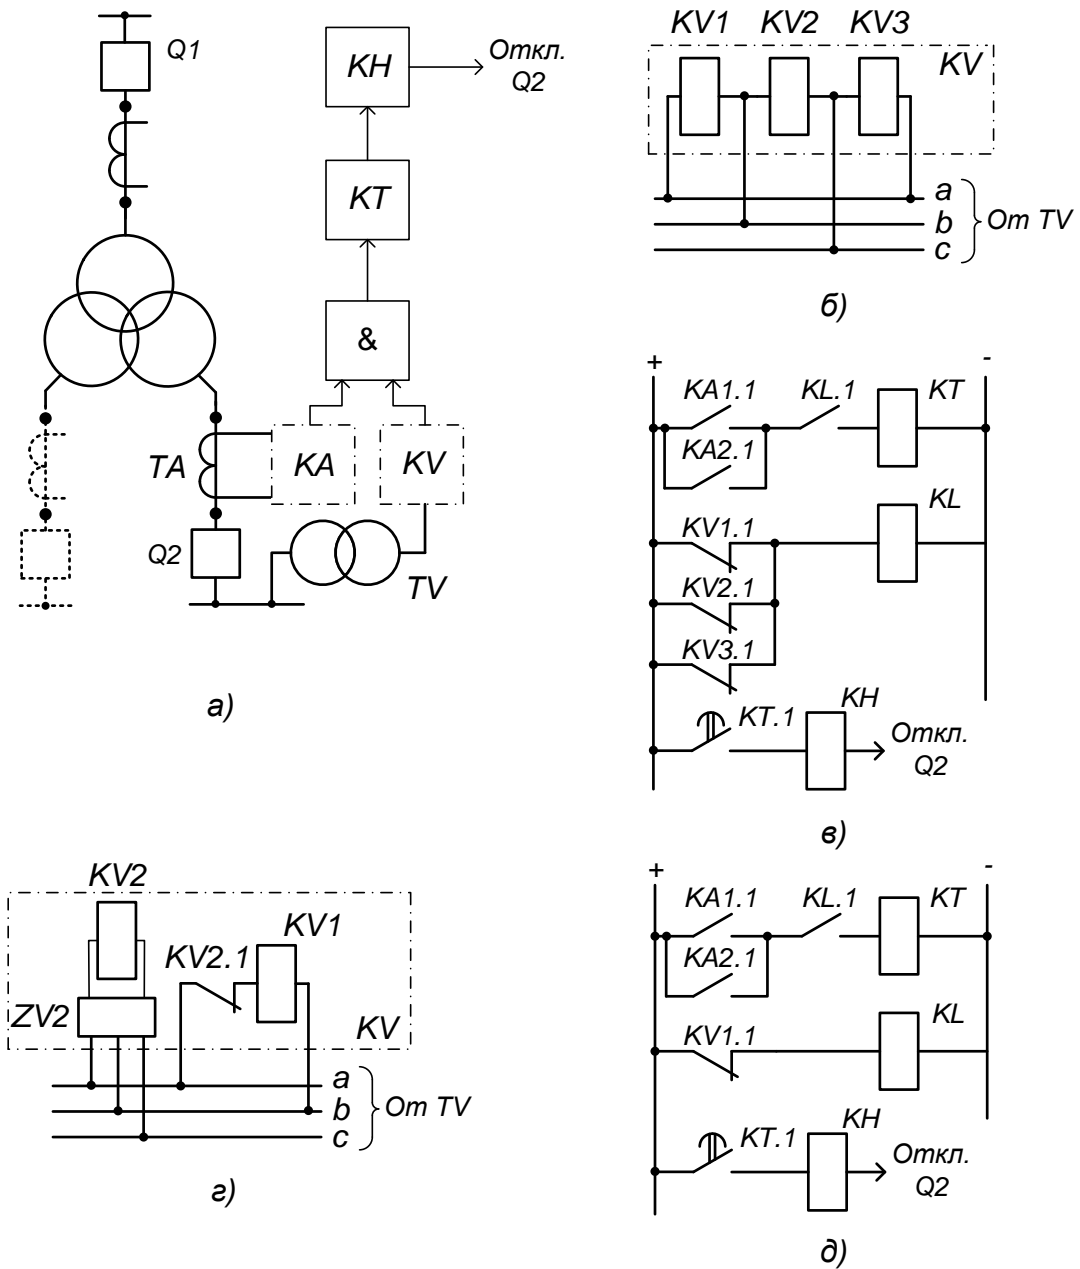 Q1
KH
Откл.
Q2
KT
&
TA
KA
KV
Q2
TV
а)
KV1 KV2 KV3
KV
a
b
c
От TV
б)
+ -
KA1.1 KL.1 KT
KA2.1
KL
KV1.1
KV2.1
KV3.1
KT.1 KH
Откл.
Q2
в)
KV2
KV1
KV2.1
ZV2
KV
a
b
c
От TV
г)
+ -
KA1.1 KL.1 KT
KA2.1
KL
KV1.1
KT.1 KH
Откл.
Q2
д)